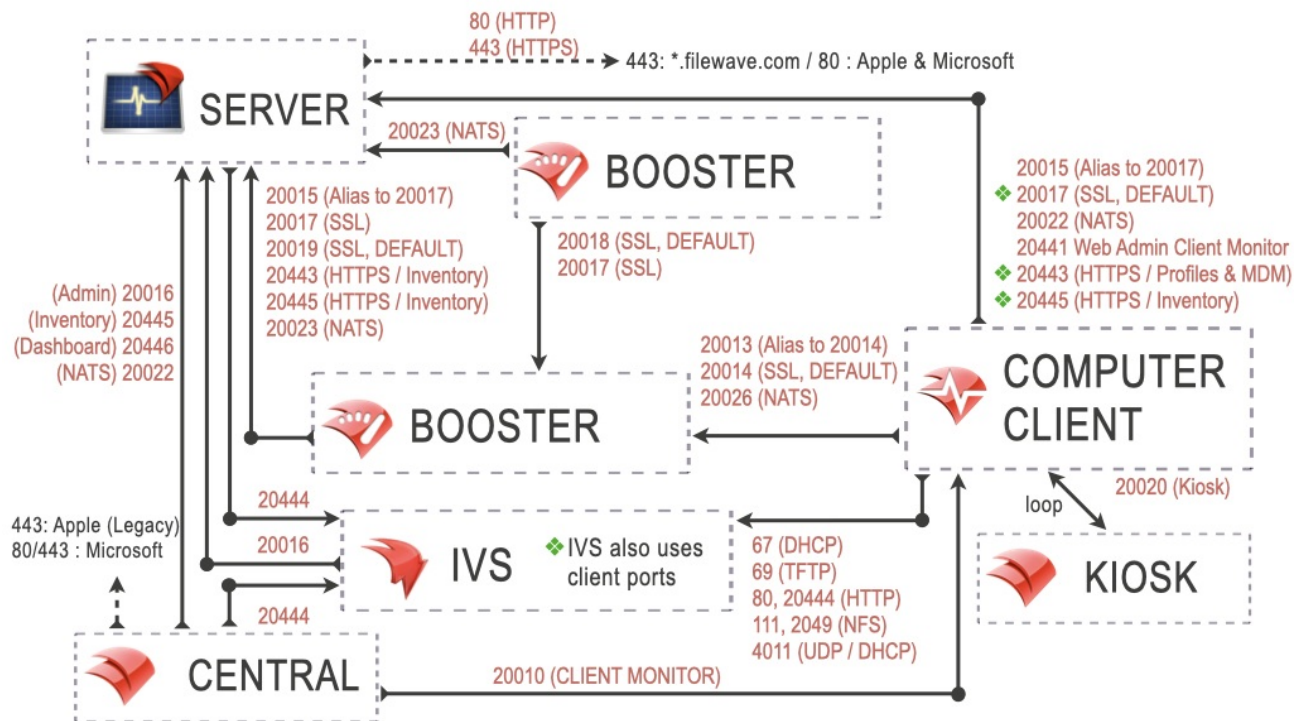 80 (HTTP)
443 (HTTPS)
443: *.filewave.com / 80 : Apple & Microsoft
SERVER
20023 (NATS)
BOOSTER
20015 (Alias to 20017)
20017 (SSL)
20019 (SSL, DEFAULT)
20443 (HTTPS / Inventory)
20445 (HTTPS / Inventory)
20023 (NATS)
20018 (SSL, DEFAULT)
20017 (SSL)
20015 (Alias to 20017)
20017 (SSL, DEFAULT)
20022 (NATS)
20441 Web Admin Client Monitor
20443 (HTTPS / Profiles & MDM)
20445 (HTTPS / Inventory)
(Admin) 20016
(Inventory) 20445
(Dashboard) 20446
(NATS) 20022
20013 (Alias to 20014)
20014 (SSL, DEFAULT)
20026 (NATS)
BOOSTER
COMPUTER
CLIENT
20020 (Kiosk)
loop
20444
443: Apple (Legacy)
80/443 : Microsoft
20016
IVS
IVS also uses
client ports
67 (DHCP)
69 (TFTP)
80, 20444 (HTTP)
111, 2049 (NFS)
4011 (UDP / DHCP)
KIOSK
20444
CENTRAL
20010 (CLIENT MONITOR)